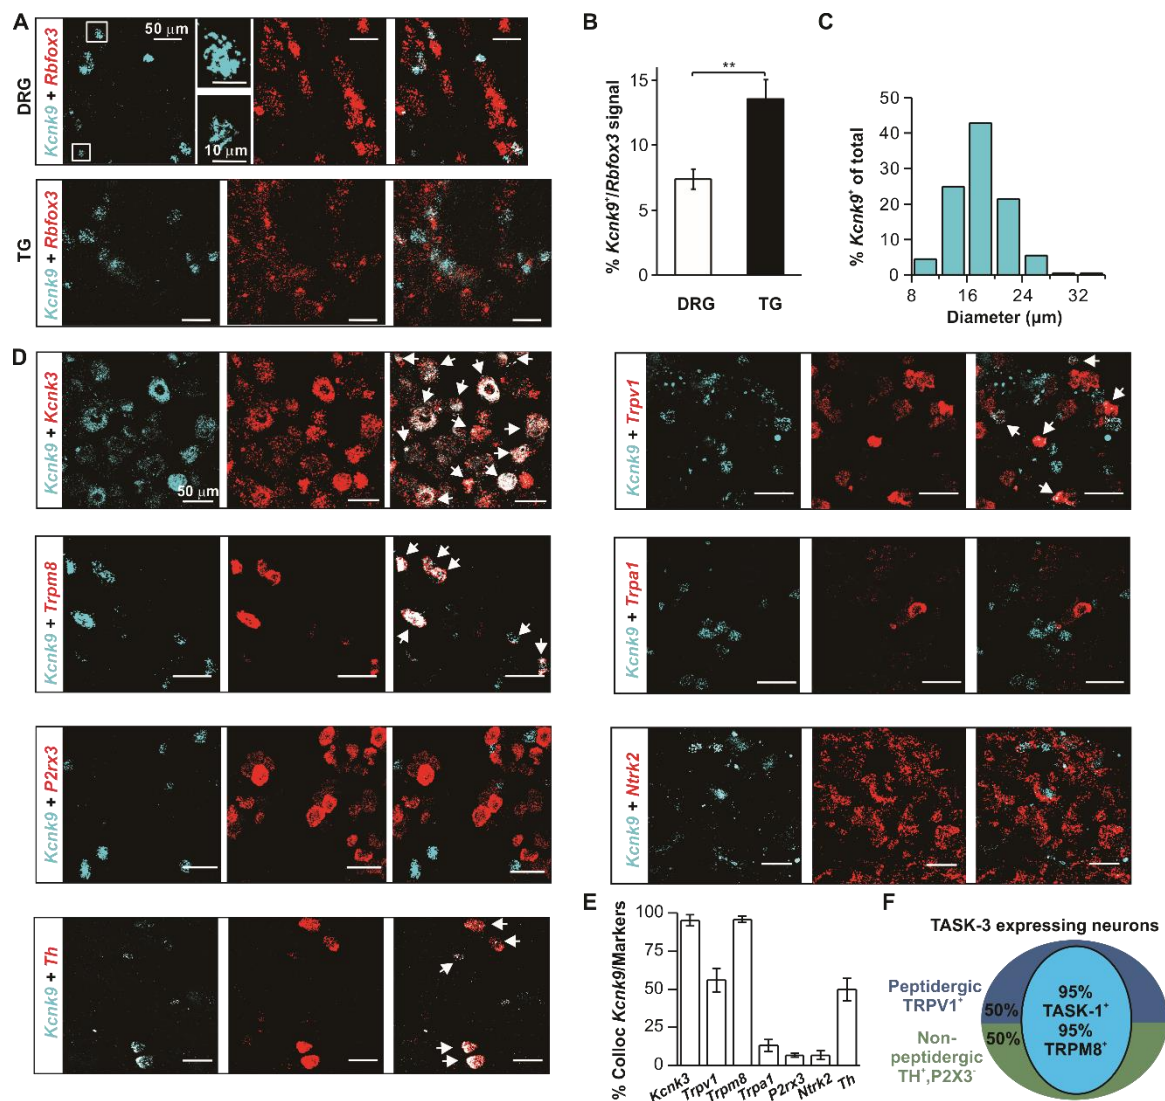 A
DRG
Kcnk9 + Rbfox3
50 μm
10 μm
TG
Kcnk9 + Rbfox3
B
% Kcnk9+/Rbfox3 signal
15
10
5
0
**
DRG TG
C
% Kcnk9+ of total
50
40
30
20
10
0
8 16 24 32
Diameter (μm)
D
Kcnk9 + Kcnk3
50 μm
Kcnk9 + Trpv1
Kcnk9 + Trpm8
Kcnk9 + Trpa1
Kcnk9 + P2rx3
Kcnk9 + Ntrk2
Kcnk9 + Th
E
% Colloc Kcnk9/Markers
100
75
50
25
0
Kcnk3 Trpv1 Trpm8 Trpa1 P2rx3 Ntrk2 Th
F
TASK-3 expressing neurons
Peptidergic
TRPV1+
50%
50%
Non-
peptidergic
TH+,P2X3-
95%
TASK-1+
95%
TRPM8+